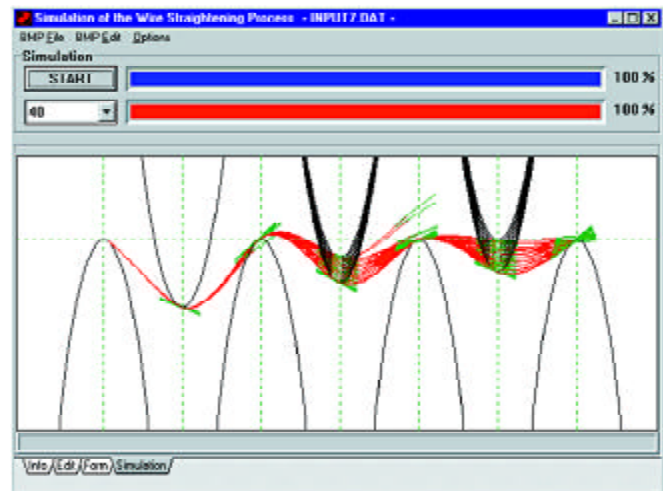 Simulation of the Wire Straightening Process - INPUT7.DAT -
BMP File BMP Edit Options
Simulation
START
100 %
40
100 %
Info Edit Form Simulation